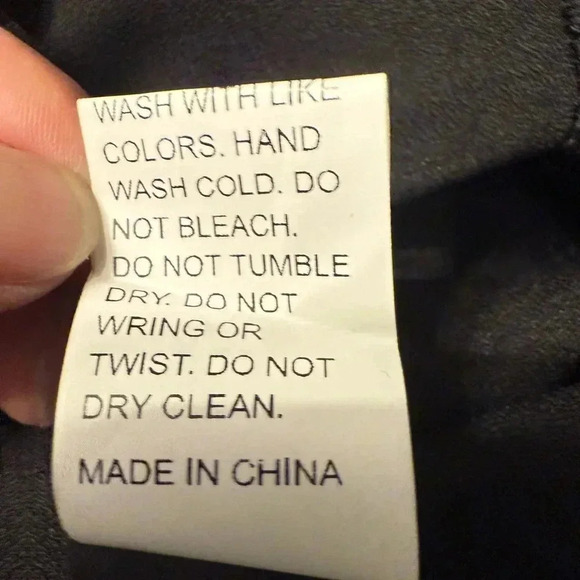 WASH WITH LIKE
COLORS. HAND
WASH COLD. DO
NOT BLEACH.
DO NOT TUMBLE
DRY. DO NOT
WRING OR
TWIST. DO NOT
DRY CLEAN.
MADE IN CHINA